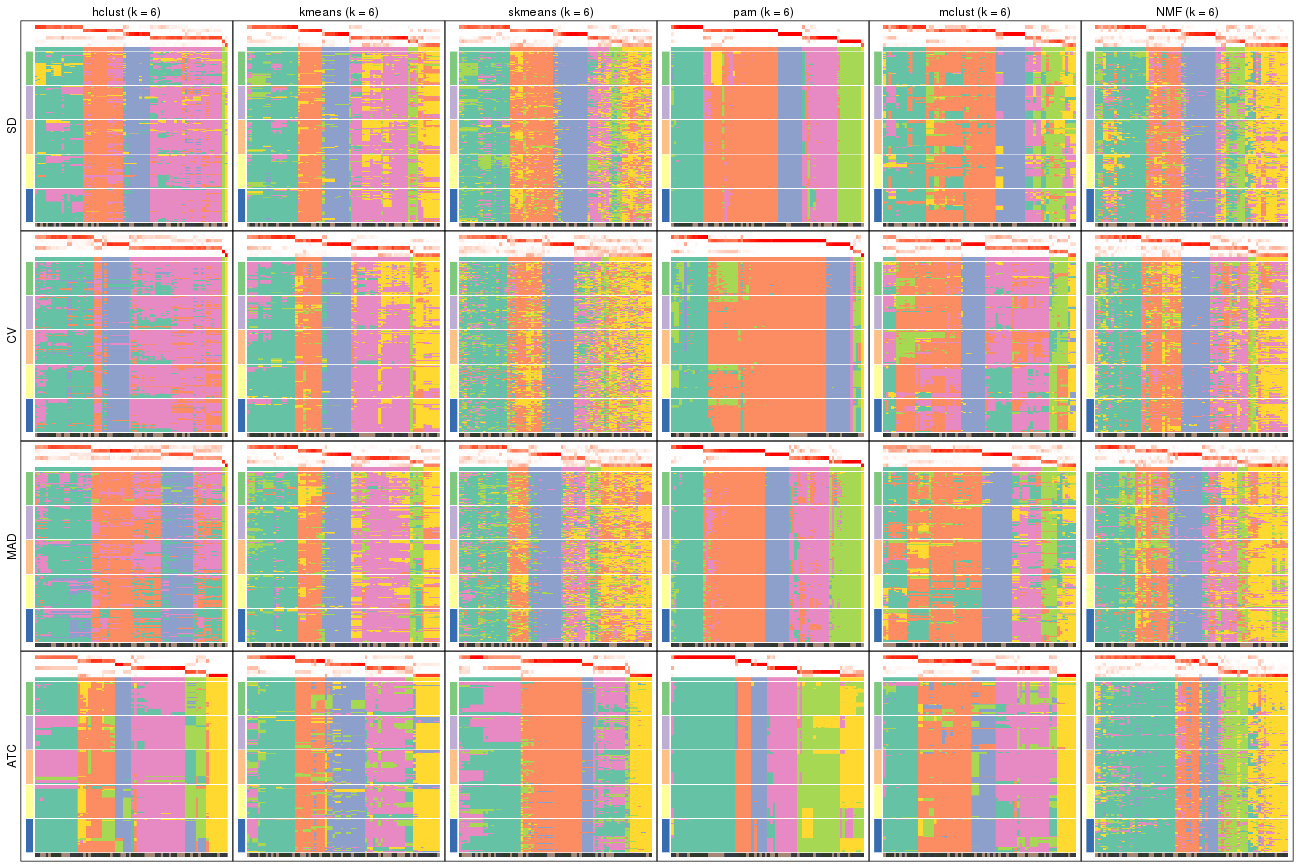 hclust (k = 6) kmeans (k = 6) skmeans (k = 6) pam (k = 6) mclust (k = 6) NMF (k = 6)
SD
CV
MAD
ATC